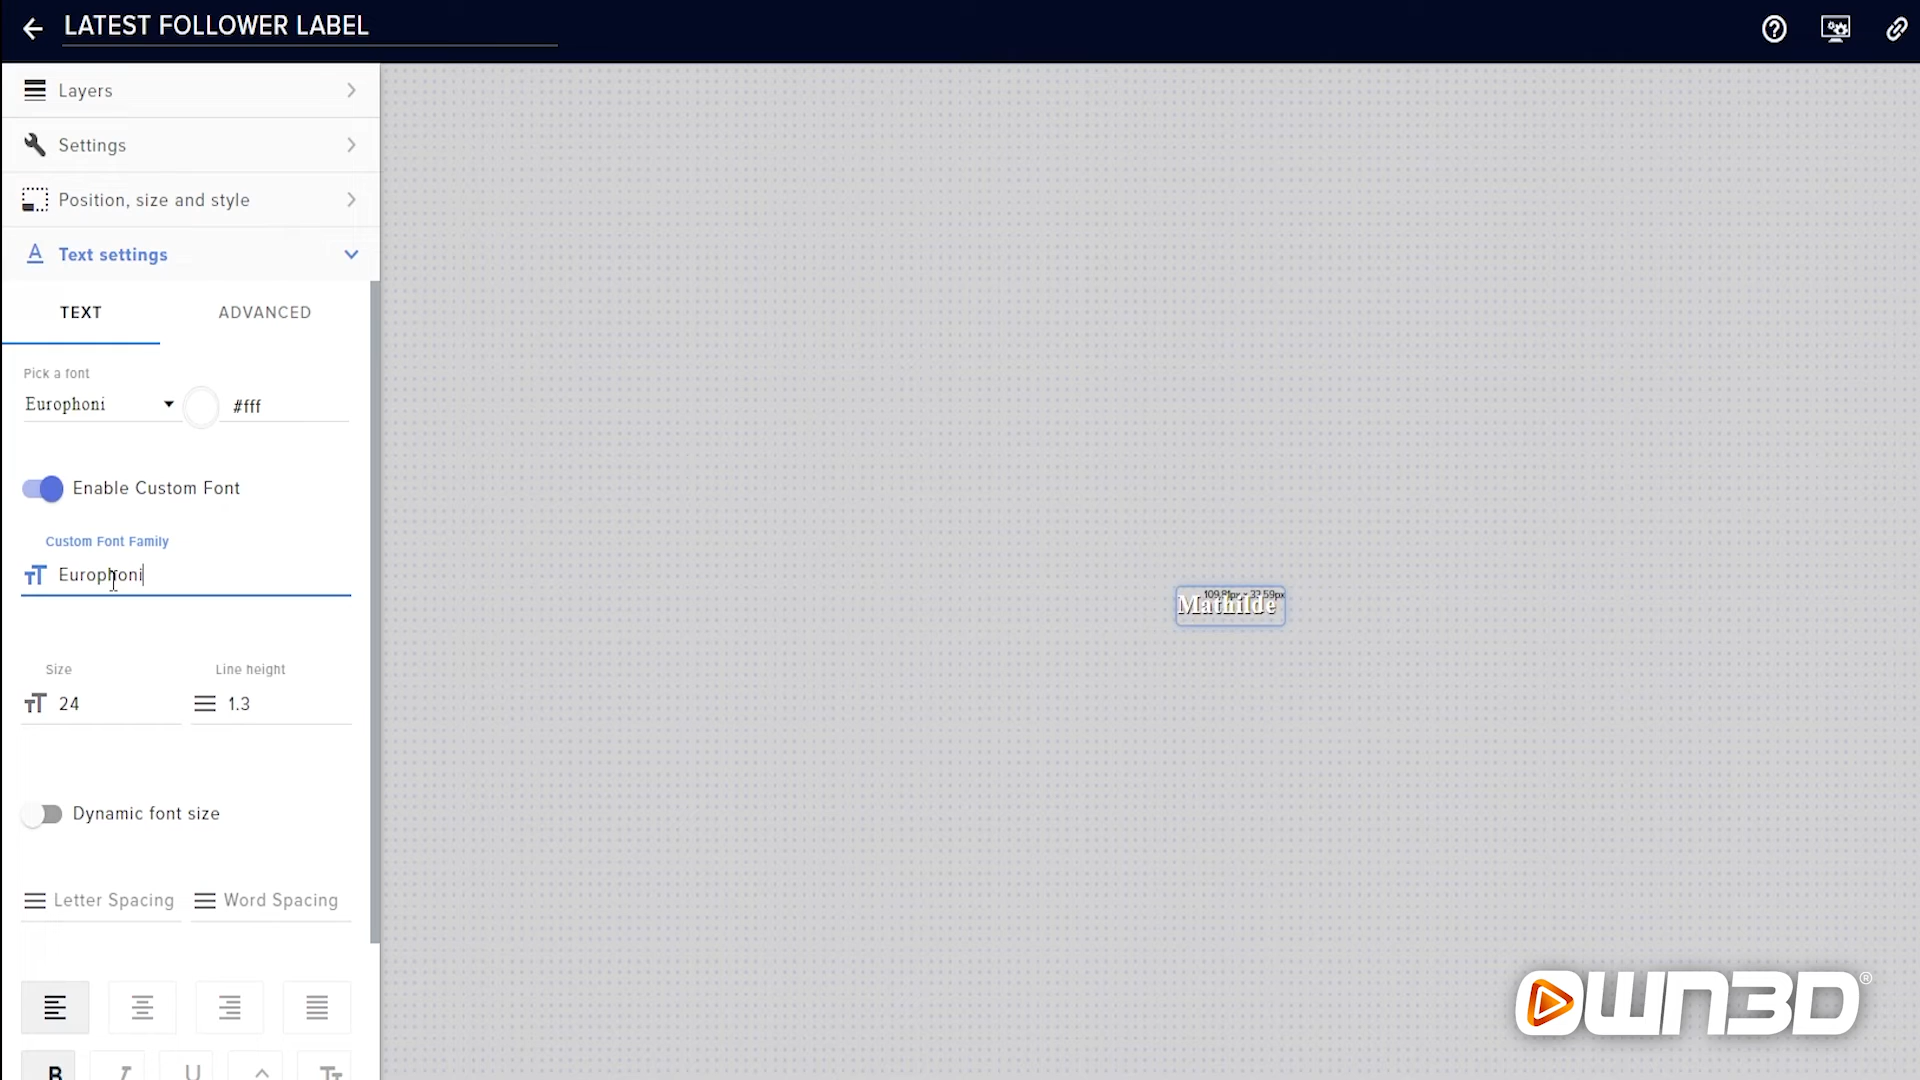 LATEST FOLLOWER LABEL
Layers
Settings
Position, size and style
Text settings
TEXT ADVANCED
Pick a font
Europhoni #fff
Enable Custom Font
Custom Font Family
Europhoni
Size Line height
24 1.3
Dynamic font size
Letter Spacing Word Spacing
B I U
Mathilde
OWN3D®